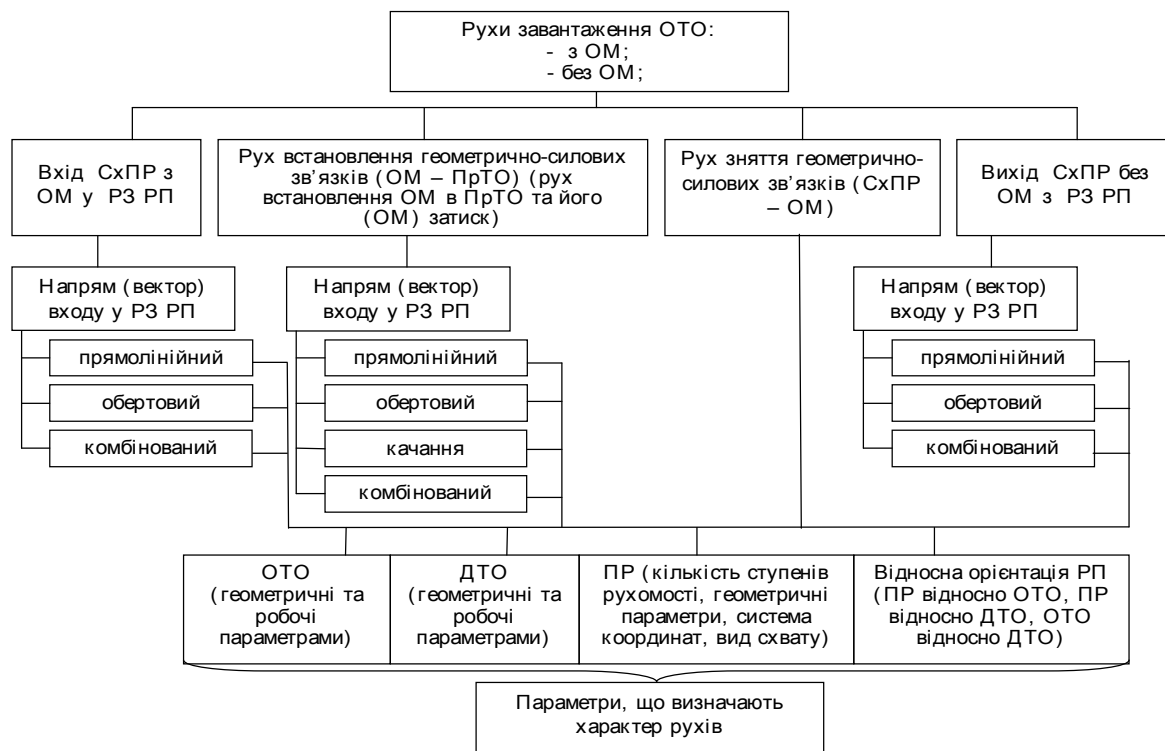 Рухи завантаження ОТО:
- з ОМ;
- без ОМ;
Вхід СхПР з
ОМ у РЗ РП
Рух встановлення геометрично-силових
зв’язків (ОМ – ПрТО) (рух
встановлення ОМ в ПрТО та його
(ОМ) затиск)
Рух зняття геометрично-
силових зв’язків (СхПР
– ОМ)
Вихід СхПР без
ОМ з РЗ РП
Напрям (вектор)
входу у РЗ РП
прямолінійний
обертовий
комбінований
Напрям (вектор)
входу у РЗ РП
прямолінійний
обертовий
качання
комбінований
Напрям (вектор)
входу у РЗ РП
прямолінійний
обертовий
комбінований
ОТО
(геометричні та
робочі
параметрами)
ДТО
(геометричні та
робочі
параметрами)
ПР (кількість ступенів
рухомості, геометричні
параметри, система
координат, вид схвату)
Відносна орієнтація РП
(ПР відносно ОТО, ПР
відносно ДТО, ОТО
відносно ДТО)
Параметри, що визначають
характер рухів